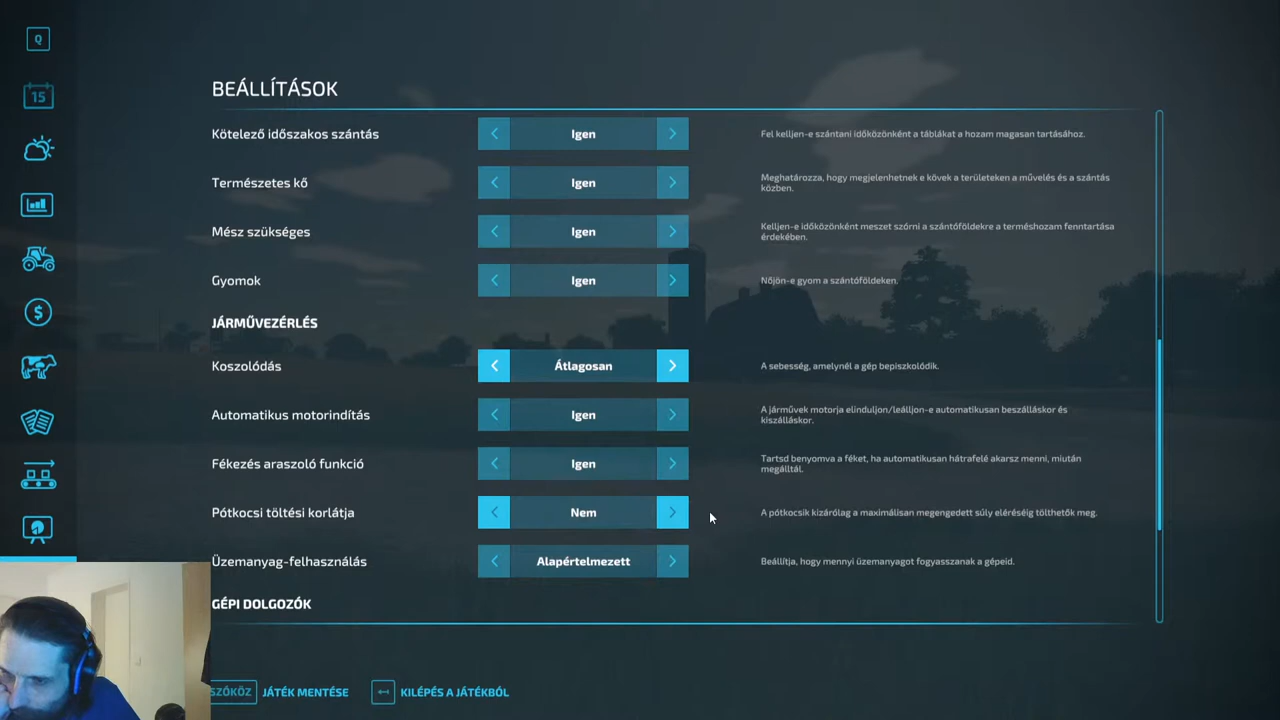 Q
15
BEÁLLÍTÁSOK
Kötelező időszakos szántás
Igen
Fel kelljen-e szántani időközönként a táblákat a hozam magasan tartásához.
Természetes kő
Igen
Meghatározza, hogy megjelenhetnek e kövek a területeken a művelés és a szántás
közben.
Mész szükséges
Igen
Kelljen-e időközönként meszet szórni a szántóföldekre a terméshozam fenntartása
érdekében.
Gyomok
Igen
Nőjön-e gyom a szántóföldeken.
JÁRMŰVEZÉRLÉS
Koszolódás
Átlagosan
A sebesség, amelynél a gép bepiszkolódik.
Automatikus motorindítás
Igen
A járművek motorja elinduljon/leálljon-e automatikusan beszálláskor és
kiszálláskor.
Fékezés araszoló funkció
Igen
Tartsd benyomva a féket, ha automatikusan hátrafelé akarsz menni, miután
megálltál.
Pótkocsi töltési korlátja
Nem
A pótkocsik kizárólag a maximálisan megengedett súly eléréséig tölthetők meg.
Üzemanyag-felhasználás
Alapértelmezett
Beállítja, hogy mennyi üzemanyagot fogyasszanak a gépeid.
GÉPI DOLGOZÓK
SZÓKÖZ JÁTÉK MENTÉSE KILÉPÉS A JÁTÉKBÓL